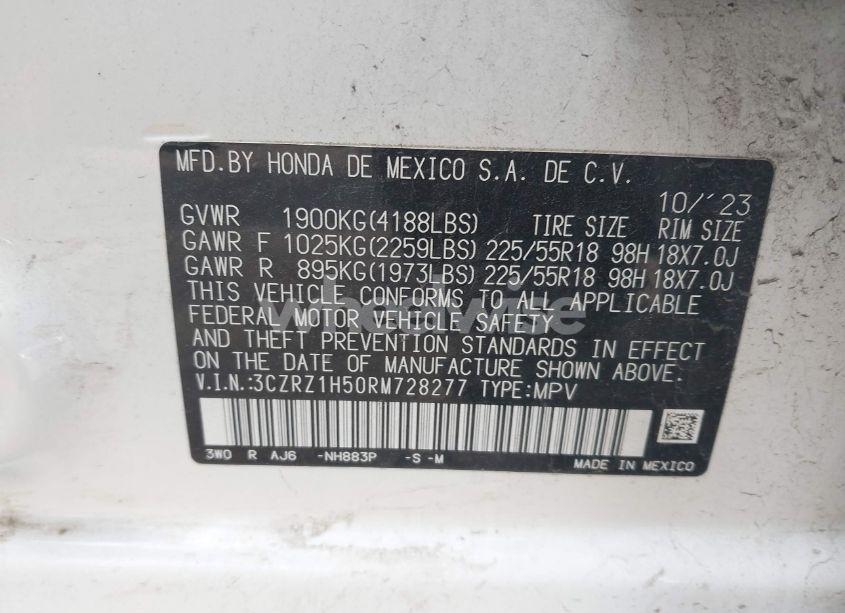 MFD.BY HONDA DE MEXICO S.A. DE C.V.
10/´23
GVWR 1900KG(4188LBS) TIRE SIZE RIM SIZE
GAWR F 1025KG(2259LBS) 225/55R18 98H 18X7.0J
GAWR R 895KG(1973LBS) 225/55R18 98H 18X7.0J
THIS VEHICLE CONFORMS TO ALL APPLICABLE
FEDERAL MOTOR VEHICLE SAFETY
AND THEFT PREVENTION STANDARDS IN EFFECT
ON THE DATE OF MANUFACTURE SHOWN ABOVE.
V.I.N.:3CZRZ1H50RM728277 TYPE:MPV
3W0 R AJ6 -NH883P -S -M
MADE IN MEXICO
wheelwise